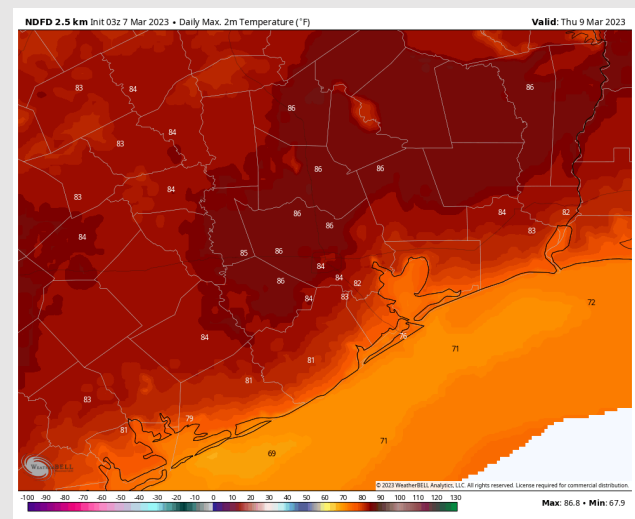 NDFD 2.5 km Init 03z 7 Mar 2023 • Daily Max. 2m Temperature (°F)
Valid: Thu 9 Mar 2023
83 84 86 86
84
83
86 86
84
83
86 84 82
86 83
84
85 86
84
86 84 82
84 83
72
84 76
71
81
81
83
79
81
71
69
WEATHERBELL
© 2023 WeatherBELL Analytics, LLC. All rights reserved. License required for commercial distribution.
-100 -90 -80 -70 -60 -50 -40 -30 -20 -10 0 10 20 30 40 50 60 70 80 90 100 110 120 130
Max: 86.8 • Min: 67.9